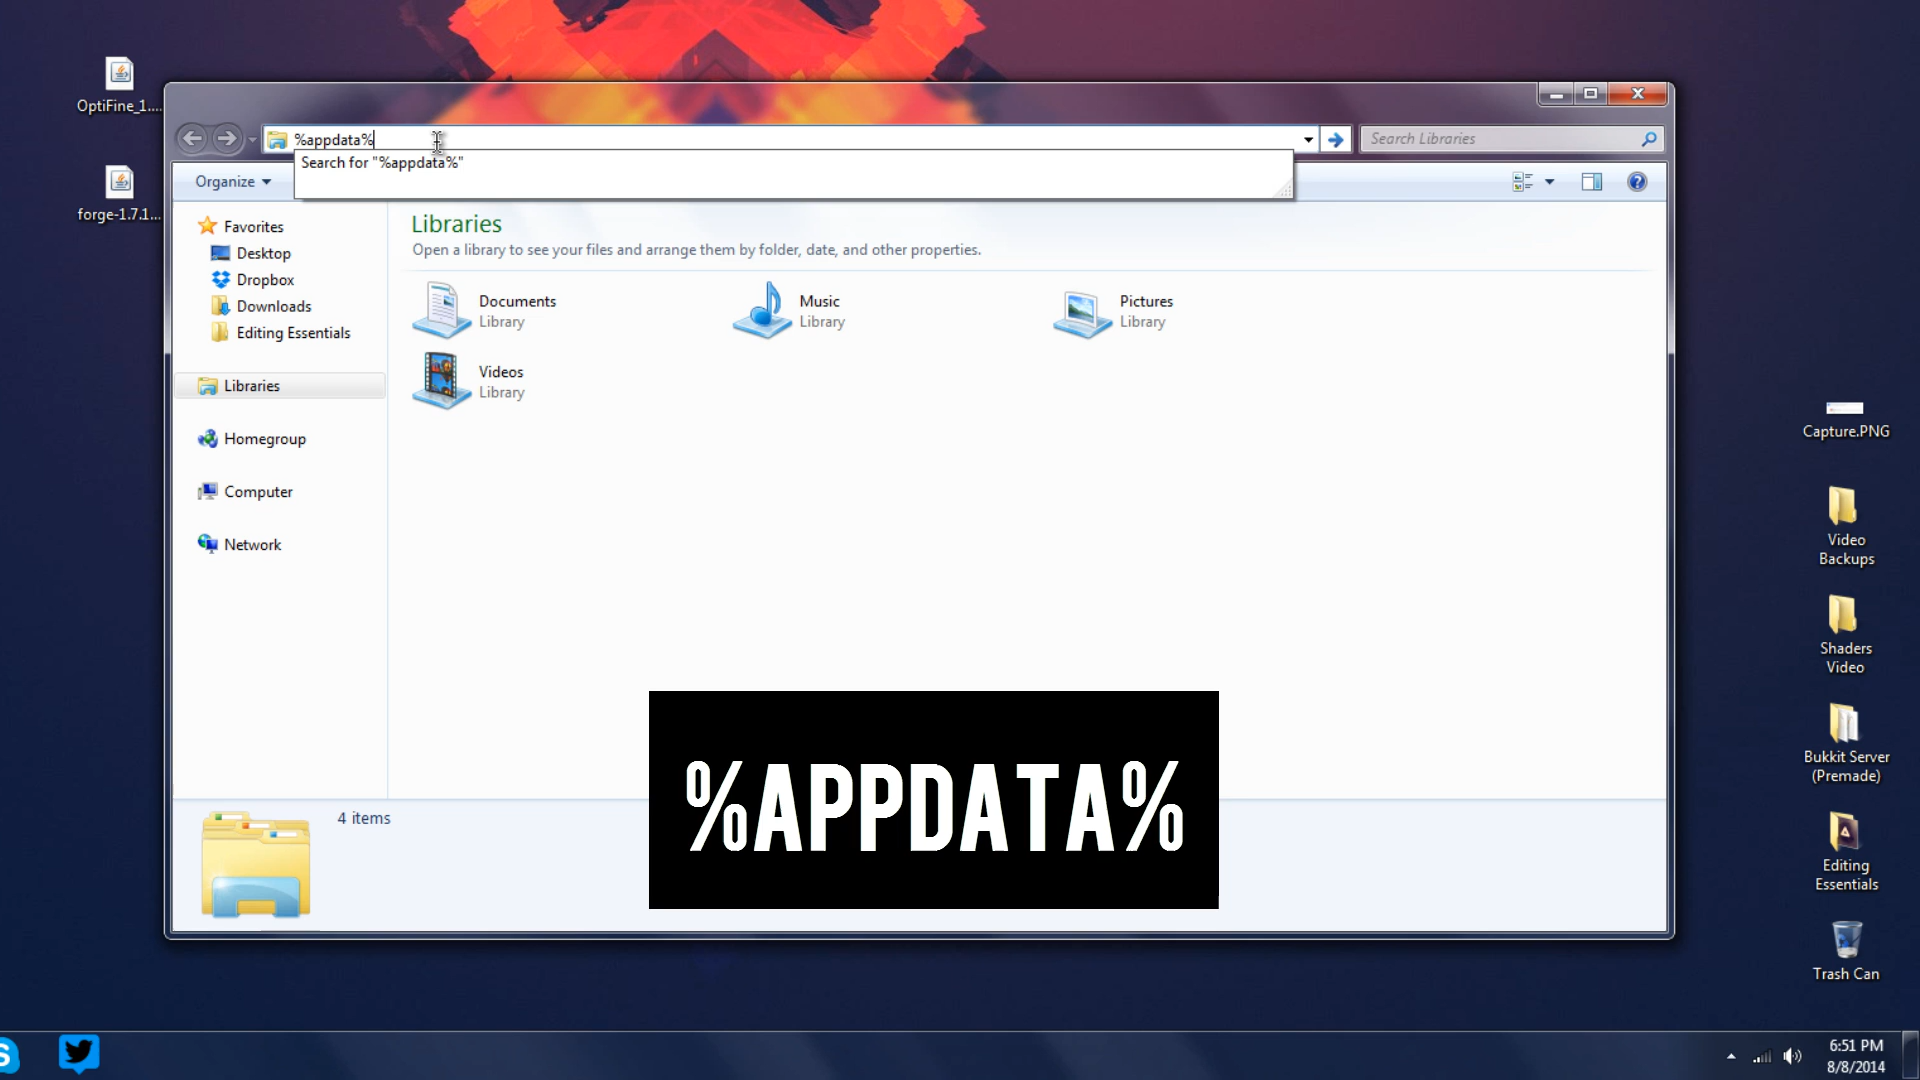 OptiFine_1....
forge-1.7.1...
%appdata%
Search for "%appdata%"
Search Libraries
Organize
Favorites
Desktop
Dropbox
Downloads
Editing Essentials
Libraries
Homegroup
Computer
Network
Libraries
Open a library to see your files and arrange them by folder, date, and other properties.
Documents
Library
Music
Library
Pictures
Library
Videos
Library
4 items
%APPDATA%
Capture.PNG
Video
Backups
Shaders
Video
Bukkit Server
(Premade)
Editing
Essentials
Trash Can
6:51 PM
8/8/2014